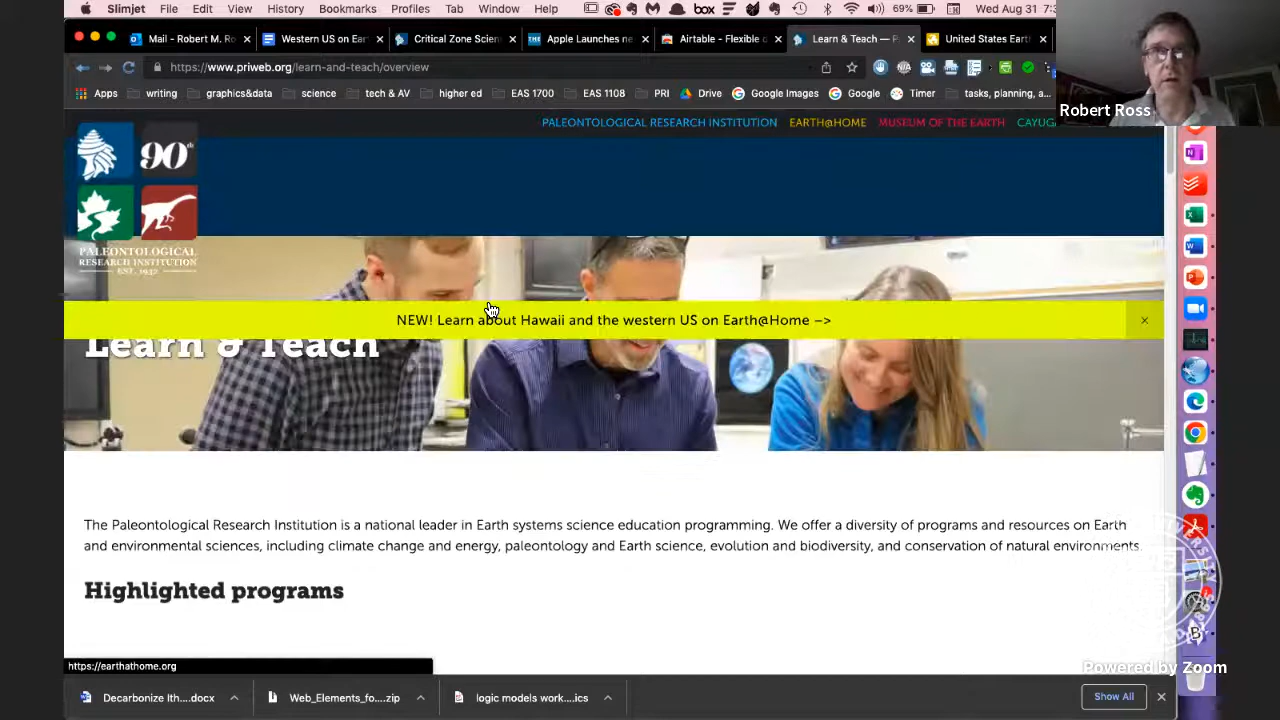 Slimjet File Edit View History Bookmarks Profiles Tab Window Help box 69% Wed Aug 31 7:3
Mail - Robert M. Ro Western US on Ear Critical Zone Scien THE Apple Launches ne Airtable - Flexible o Learn & Teach — P United States Earth
https://www.priweb.org/learn-and-teach/overview
Apps writing graphics&data science tech & AV higher ed EAS 1700 EAS 1108 PRI Drive Google Images Google Timer tasks, planning, a...
Robert Ross
PALEONTOLOGICAL RESEARCH INSTITUTION EARTH@HOME MUSEUM OF THE EARTH CAYUG
90th
PALEONTOLOGICAL
RESEARCH INSTITUTION
EST. 1932
NEW! Learn about Hawaii and the western US on Earth@Home –>
Learn & Teach
The Paleontological Research Institution is a national leader in Earth systems science education programming. We offer a diversity of programs and resources on Earth
and environmental sciences, including climate change and energy, paleontology and Earth science, evolution and biodiversity, and conservation of natural environments.
Highlighted programs
https://earthathome.org
Powered by Zoom
Decarbonize Ith....docx Web_Elements_fo....zip logic models work....ics Show All